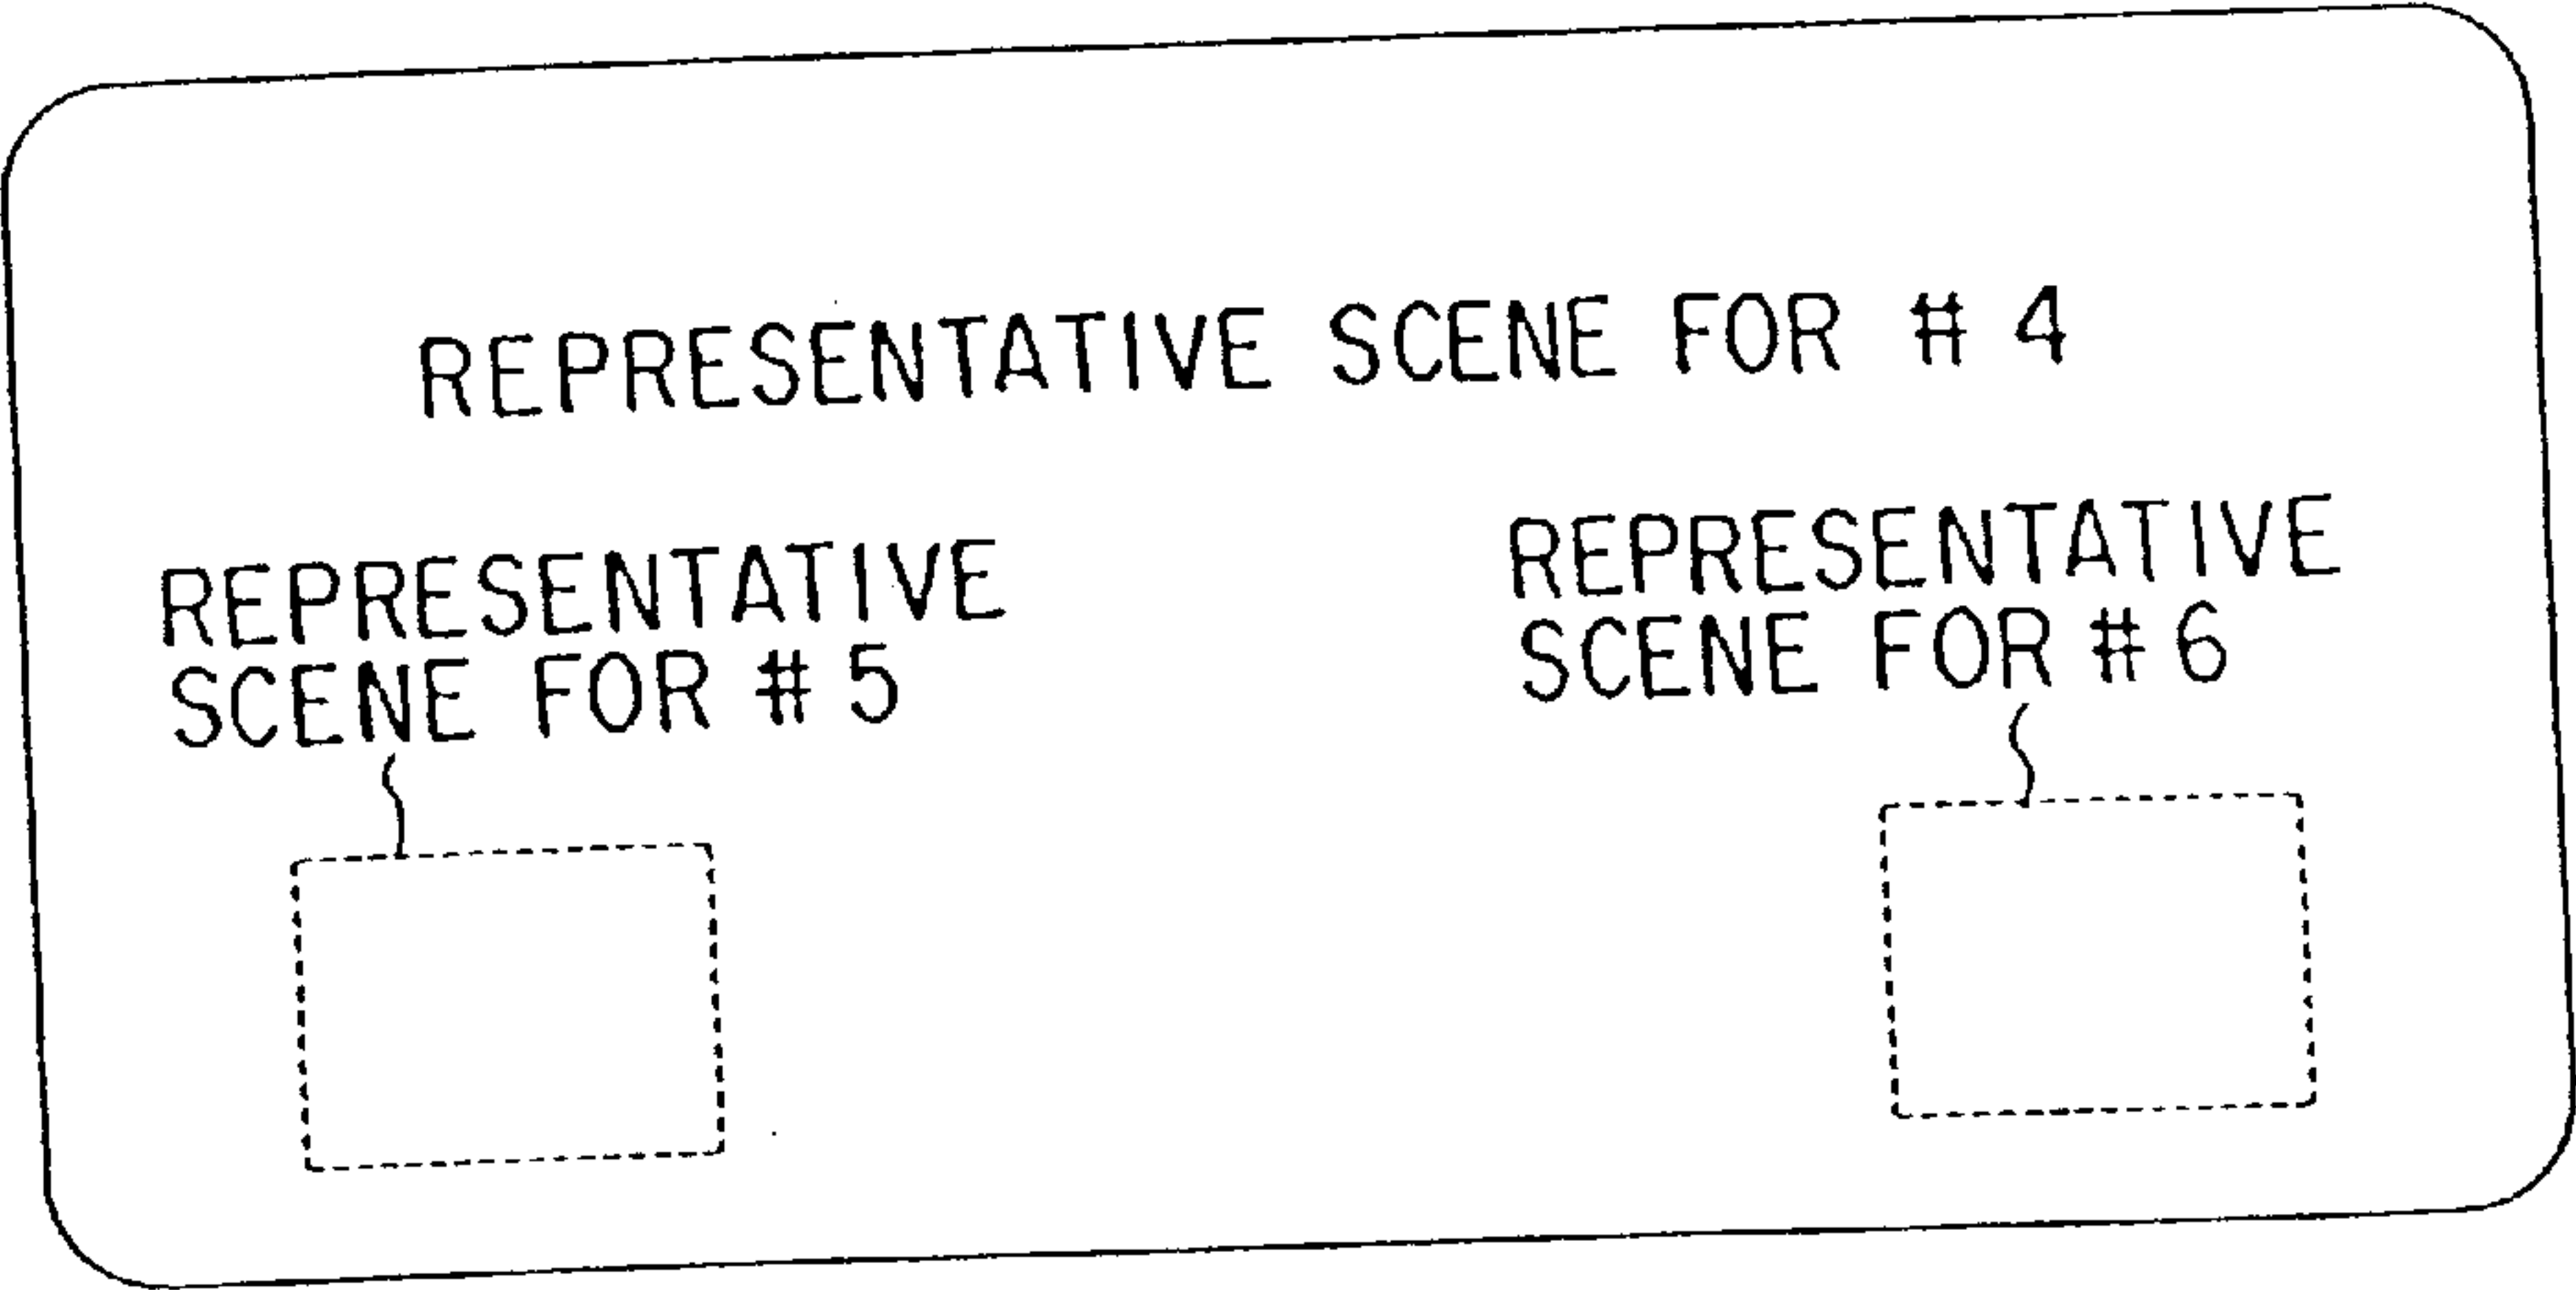 REPRESENTATIVE SCENE FOR # 4
REPRESENTATIVE
SCENE FOR # 5
REPRESENTATIVE
SCENE FOR # 6